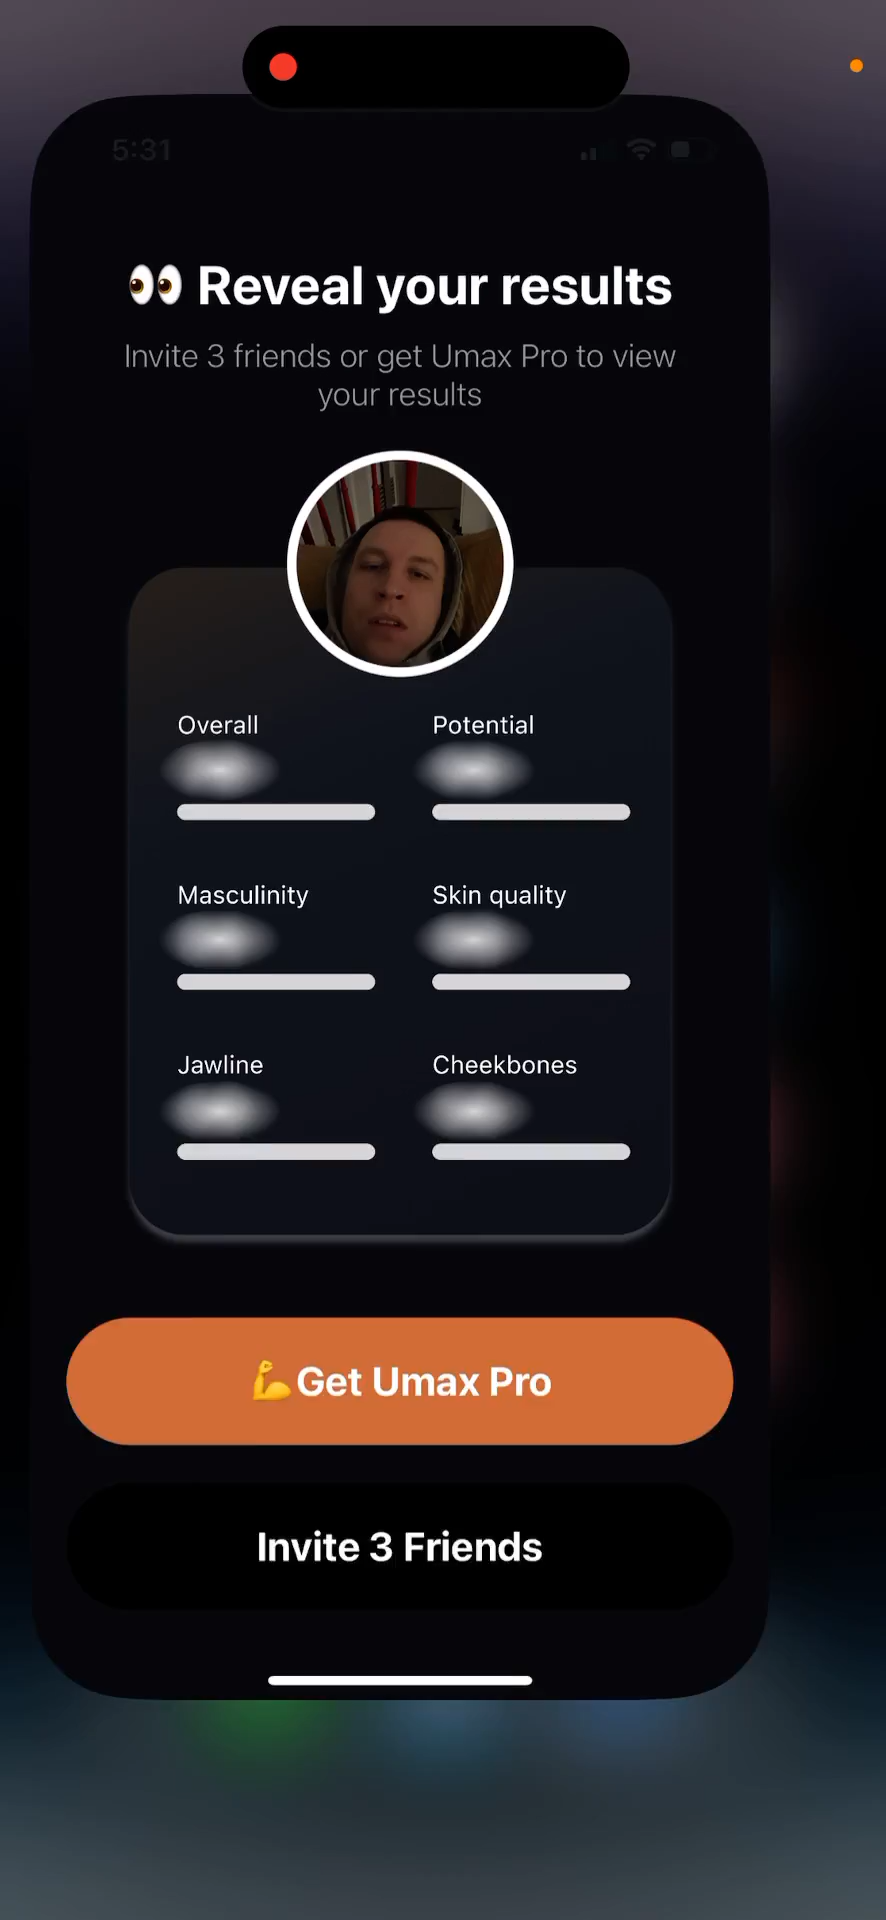 5:31
👀 Reveal your results
Invite 3 friends or get Umax Pro to view
your results
Overall
Potential
Masculinity
Skin quality
Jawline
Cheekbones
💪Get Umax Pro
Invite 3 Friends